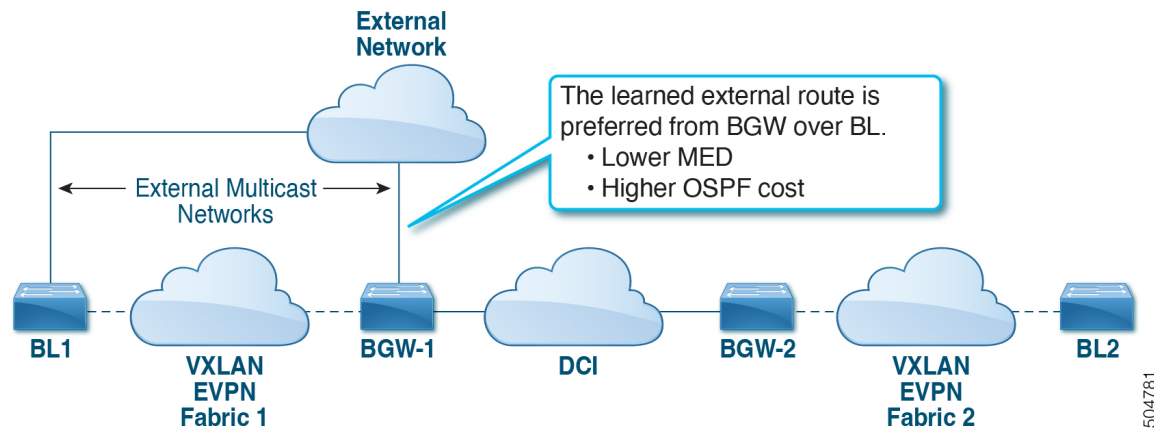 External
Network
The learned external route is
preferred from BGW over BL.
• Lower MED
• Higher OSPF cost
External Multicast
Networks
BL1
VXLAN
EVPN
Fabric 1
BGW-1
DCI
BGW-2
VXLAN
EVPN
Fabric 2
BL2
504781